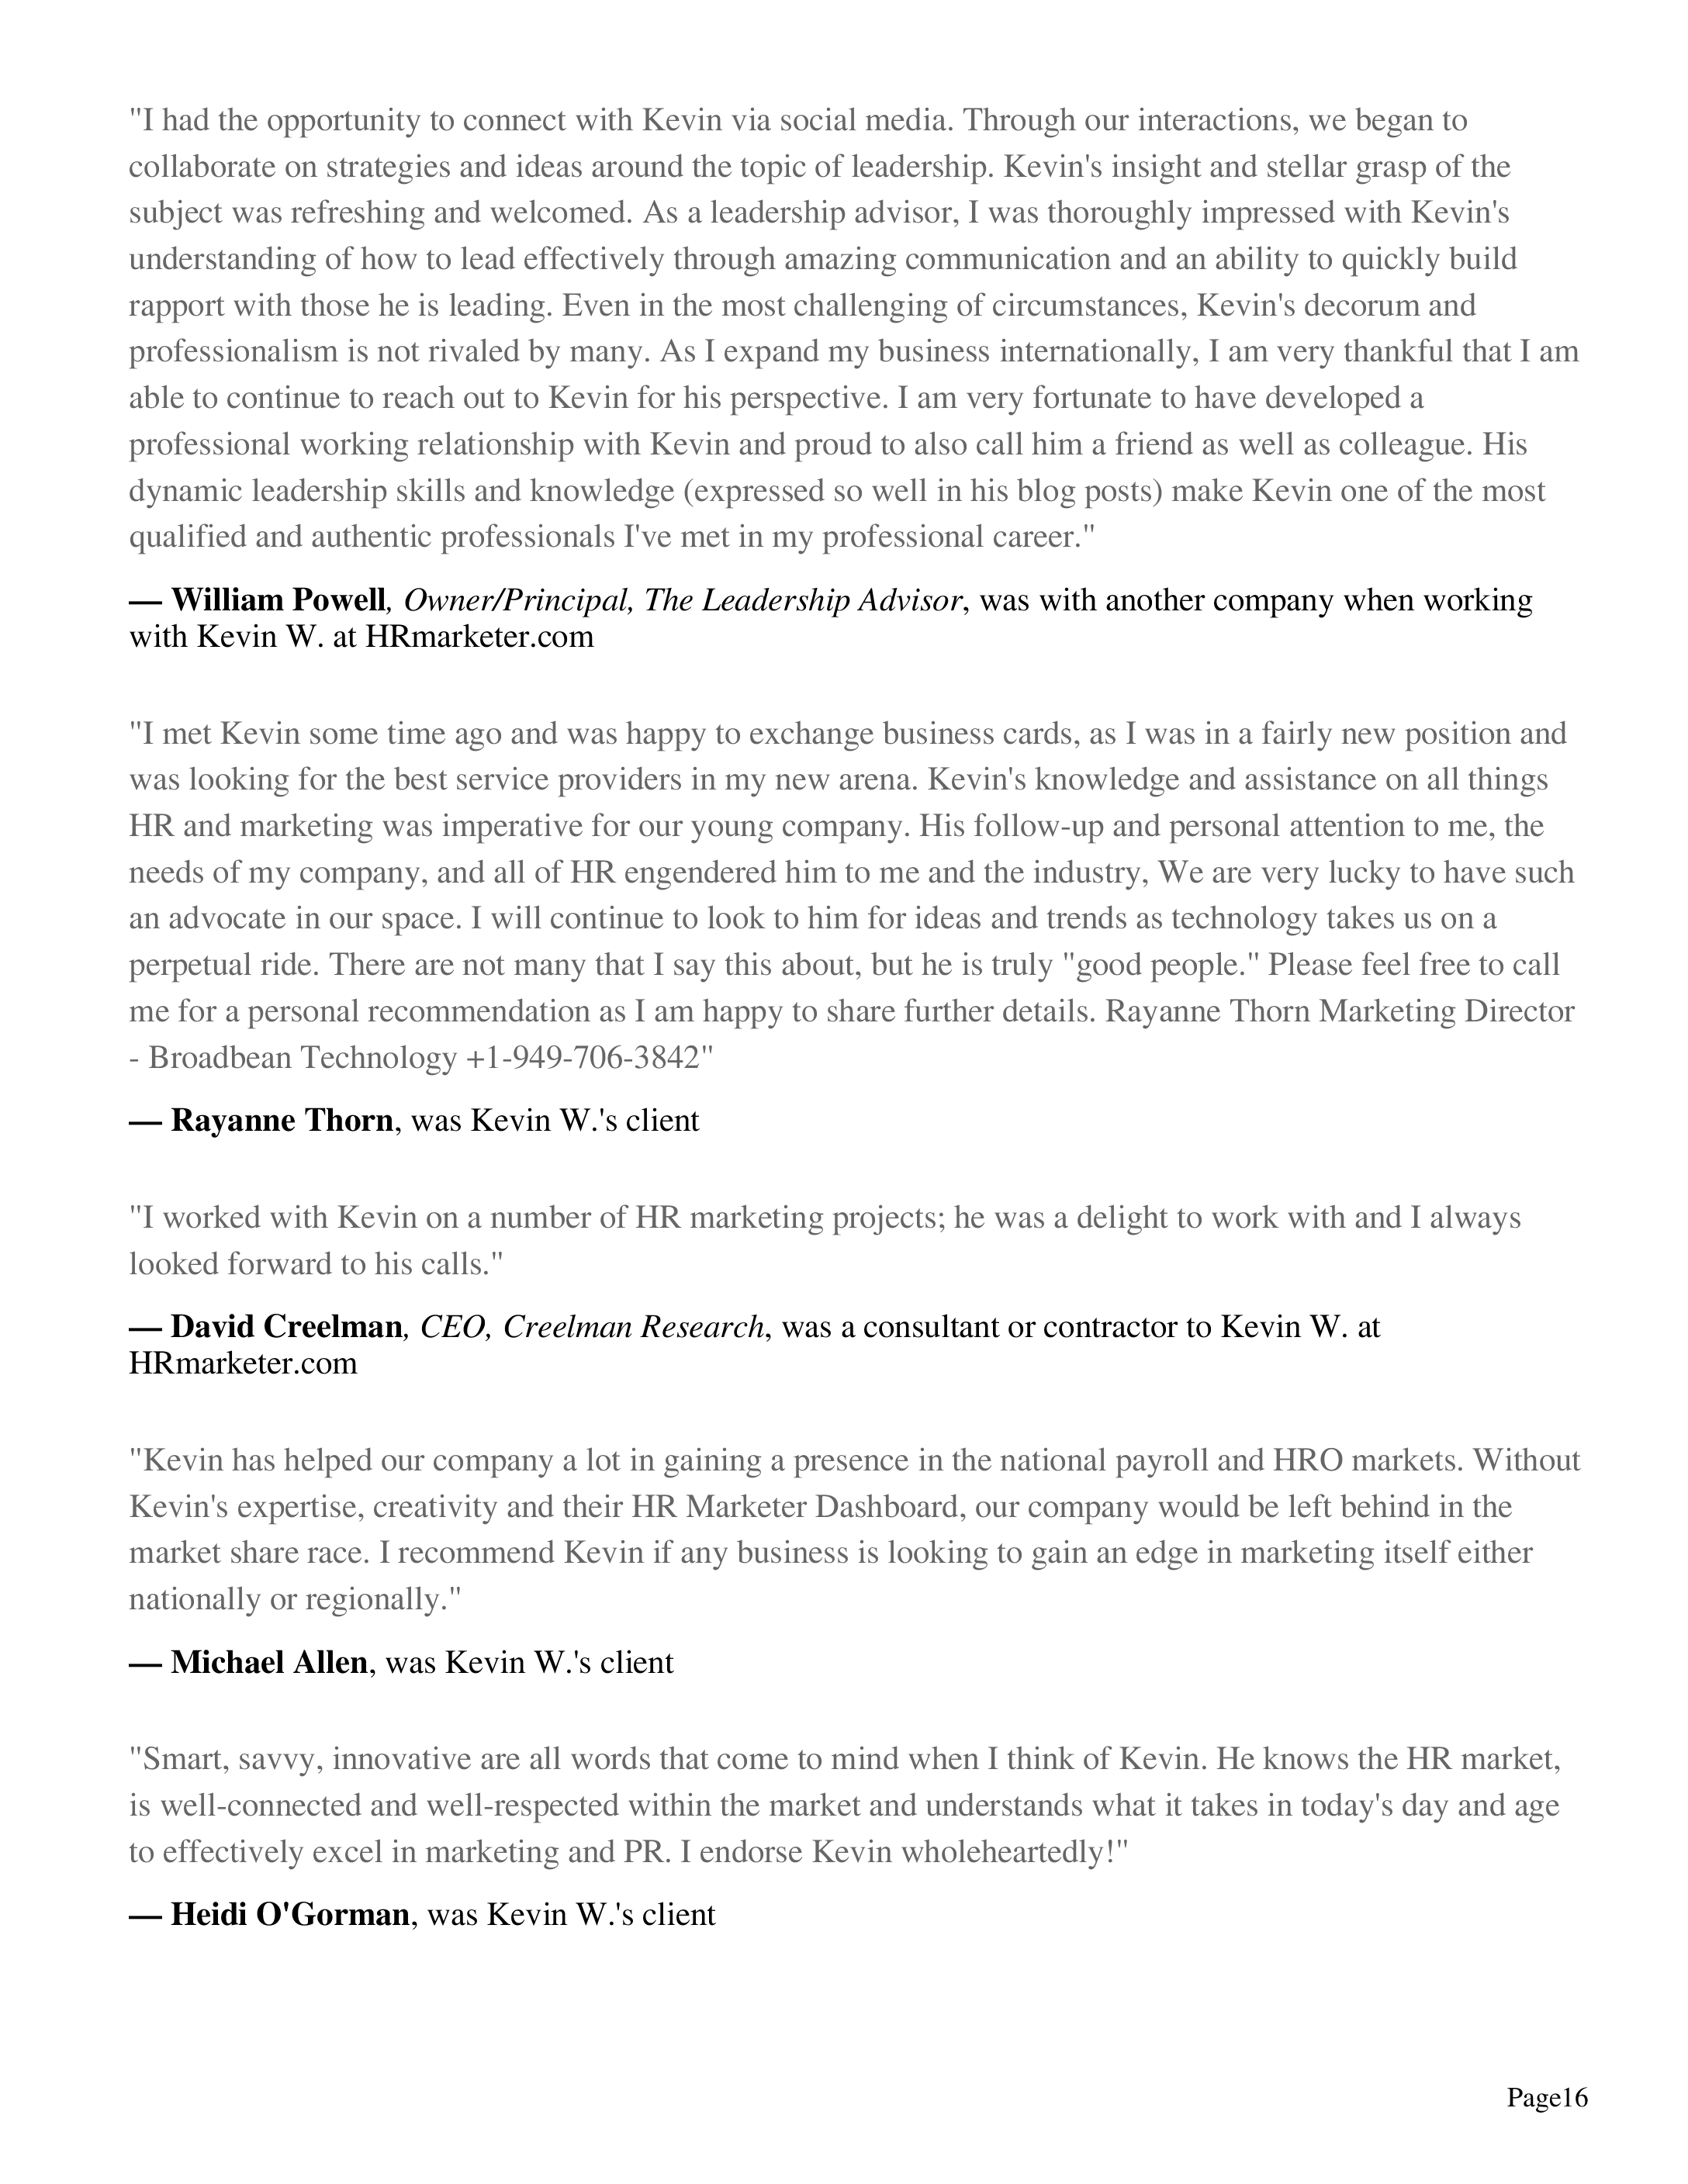 "I had the opportunity to connect with Kevin via social media. Through our interactions, we began to
collaborate on strategies and ideas around the topic of leadership. Kevin's insight and stellar grasp of the
subject was refreshing and welcomed. As a leadership advisor, I was thoroughly impressed with Kevin's
understanding of how to lead effectively through amazing communication and an ability to quickly build
rapport with those he is leading. Even in the most challenging of circumstances, Kevin's decorum and
professionalism is not rivaled by many. As I expand my business internationally, I am very thankful that I am
able to continue to reach out to Kevin for his perspective. I am very fortunate to have developed a
professional working relationship with Kevin and proud to also call him a friend as well as colleague. His
dynamic leadership skills and knowledge (expressed so well in his blog posts) make Kevin one of the most
qualified and authentic professionals I've met in my professional career."
— William Powell, Owner/Principal, The Leadership Advisor, was with another company when working
with Kevin W. at HRmarketer.com
"I met Kevin some time ago and was happy to exchange business cards, as I was in a fairly new position and
was looking for the best service providers in my new arena. Kevin's knowledge and assistance on all things
HR and marketing was imperative for our young company. His follow-up and personal attention to me, the
needs of my company, and all of HR engendered him to me and the industry, We are very lucky to have such
an advocate in our space. I will continue to look to him for ideas and trends as technology takes us on a
perpetual ride. There are not many that I say this about, but he is truly "good people." Please feel free to call
me for a personal recommendation as I am happy to share further details. Rayanne Thorn Marketing Director
- Broadbean Technology +1-949-706-3842"
— Rayanne Thorn, was Kevin W.'s client
"I worked with Kevin on a number of HR marketing projects; he was a delight to work with and I always
looked forward to his calls."
— David Creelman, CEO, Creelman Research, was a consultant or contractor to Kevin W. at
HRmarketer.com
"Kevin has helped our company a lot in gaining a presence in the national payroll and HRO markets. Without
Kevin's expertise, creativity and their HR Marketer Dashboard, our company would be left behind in the
market share race. I recommend Kevin if any business is looking to gain an edge in marketing itself either
nationally or regionally."
— Michael Allen, was Kevin W.'s client
"Smart, savvy, innovative are all words that come to mind when I think of Kevin. He knows the HR market,
is well-connected and well-respected within the market and understands what it takes in today's day and age
to effectively excel in marketing and PR. I endorse Kevin wholeheartedly!"
— Heidi O'Gorman, was Kevin W.'s client
Page16